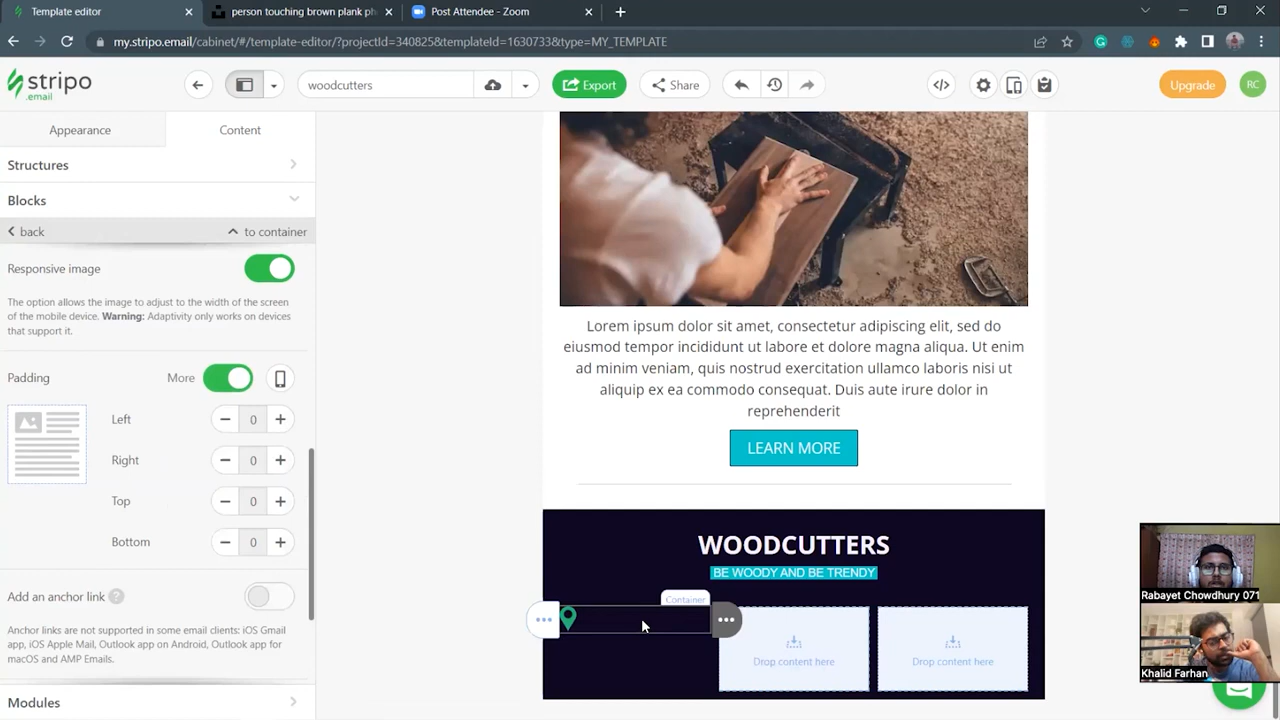 Template editor
person touching brown plank ph
Post Attendee - Zoom
my.stripo.email/cabinet/#/template-editor/?projectId=340825&templateId=1630733&type=MY_TEMPLATE
stripo
.email
woodcutters
Export
Share
Upgrade
RC
Appearance
Content
Structures
Blocks
back
to container
Responsive image
The option allows the image to adjust to the width of the screen
of the mobile device. Warning: Adaptivity only works on devices
that support it.
Padding
More
Left
0
Right
0
Top
0
Bottom
0
Add an anchor link
Anchor links are not supported in some email clients: iOS Gmail
app, iOS Apple Mail, Outlook app on Android, Outlook app for
macOS and AMP Emails.
Modules
Lorem ipsum dolor sit amet, consectetur adipiscing elit, sed do
eiusmod tempor incididunt ut labore et dolore magna aliqua. Ut enim
ad minim veniam, quis nostrud exercitation ullamco laboris nisi ut
aliquip ex ea commodo consequat. Duis aute irure dolor in
reprehenderit
LEARN MORE
WOODCUTTERS
BE WOODY AND BE TRENDY
Container
Drop content here
Drop content here
Rabayet Chowdhury 071
Khalid Farhan